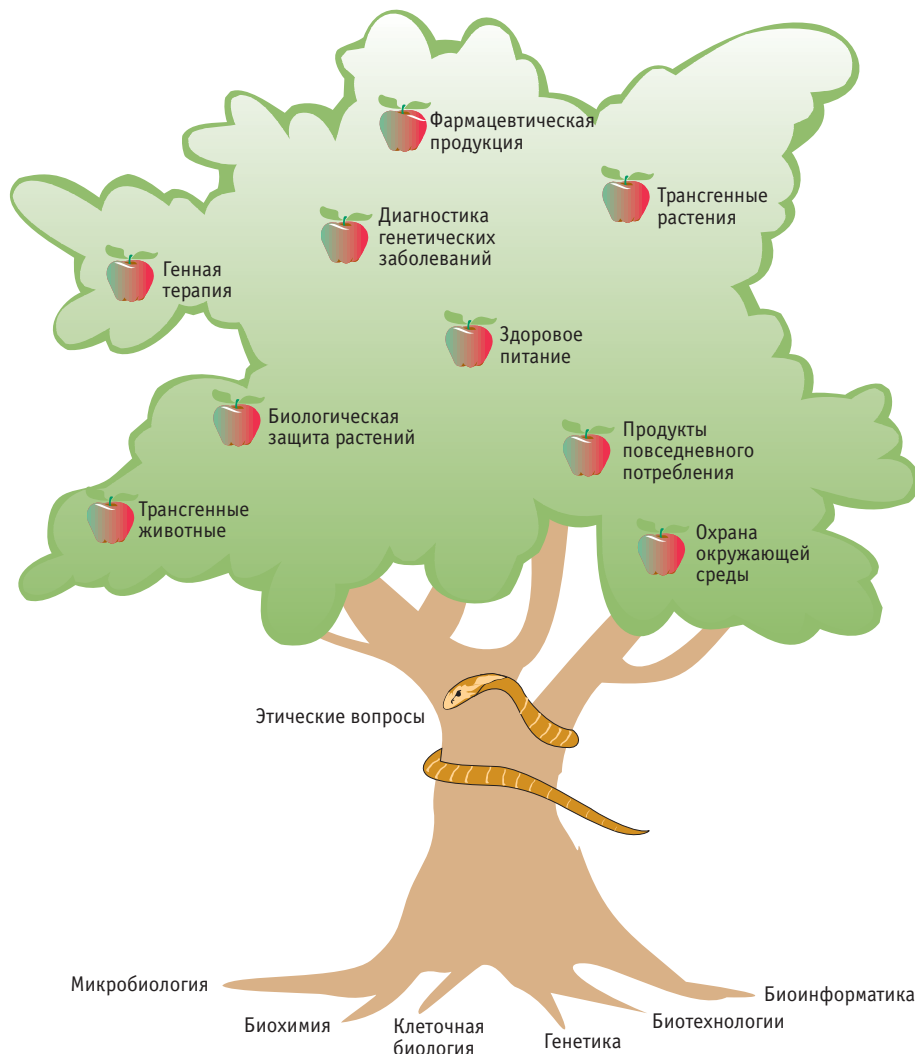 Фармацевтическая
продукция
Трансгенные
растения
Диагностика
генетических
заболеваний
Генная
терапия
Здоровое
питание
Биологическая
защита растений
Продукты
повседневного
потребления
Трансгенные
животные
Охрана
окружающей
среды
Этические вопросы
Микробиология
Биохимия
Клеточная
биология
Генетика
Биотехнологии
Биоинформатика